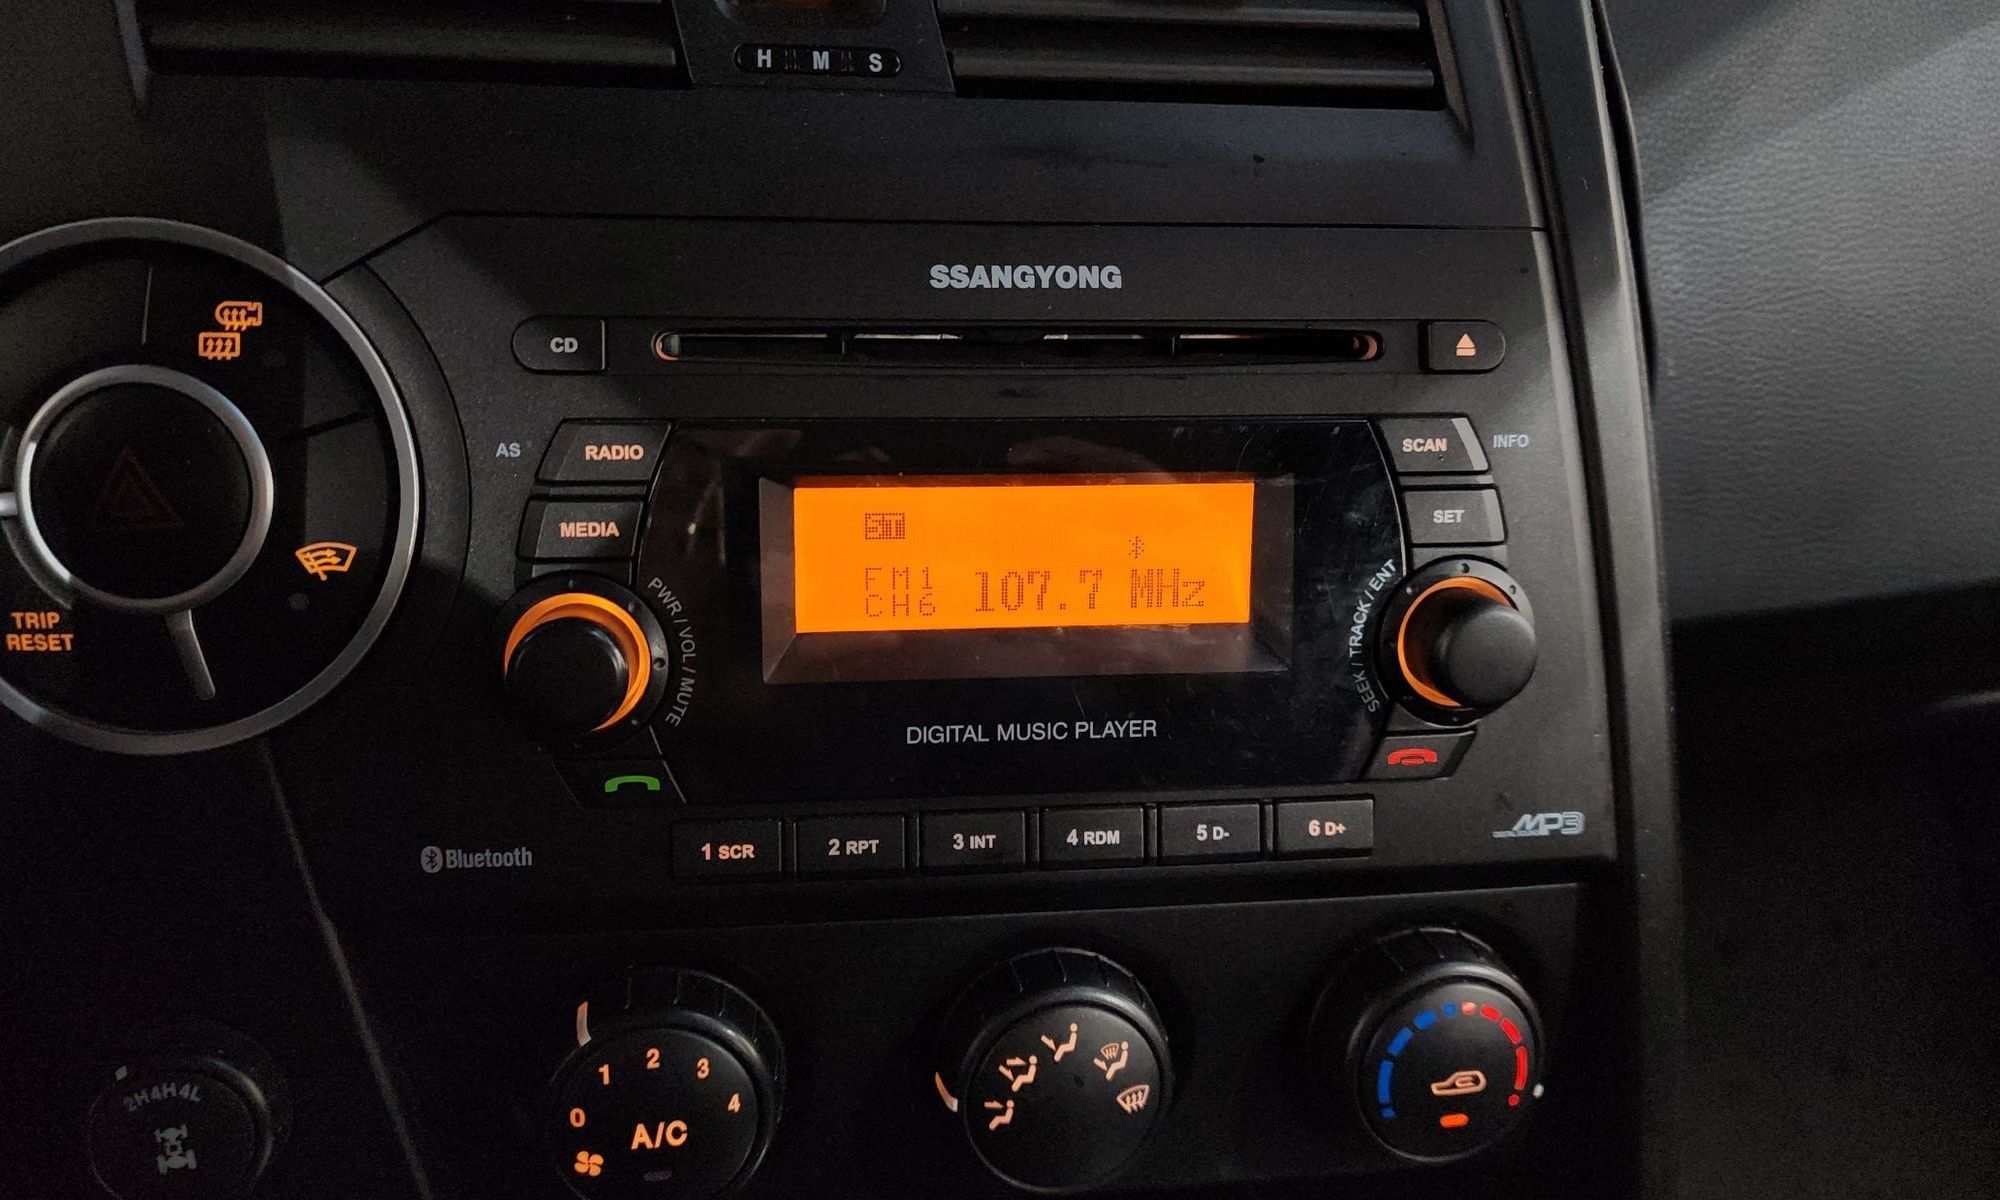 H M S
SSANGYONG
CD
AS
RADIO
SCAN
INFO
MEDIA
SET
ST
FM1
CH6
107.7 MHz
PWR / VOL / MUTE
SEEK / TRACK / ENT
TRIP
RESET
DIGITAL MUSIC PLAYER
Bluetooth
1 SCR
2 RPT
3 INT
4 RDM
5 D-
6 D+
MP3
2H 4H 4L
0 1 2 3 4
A/C